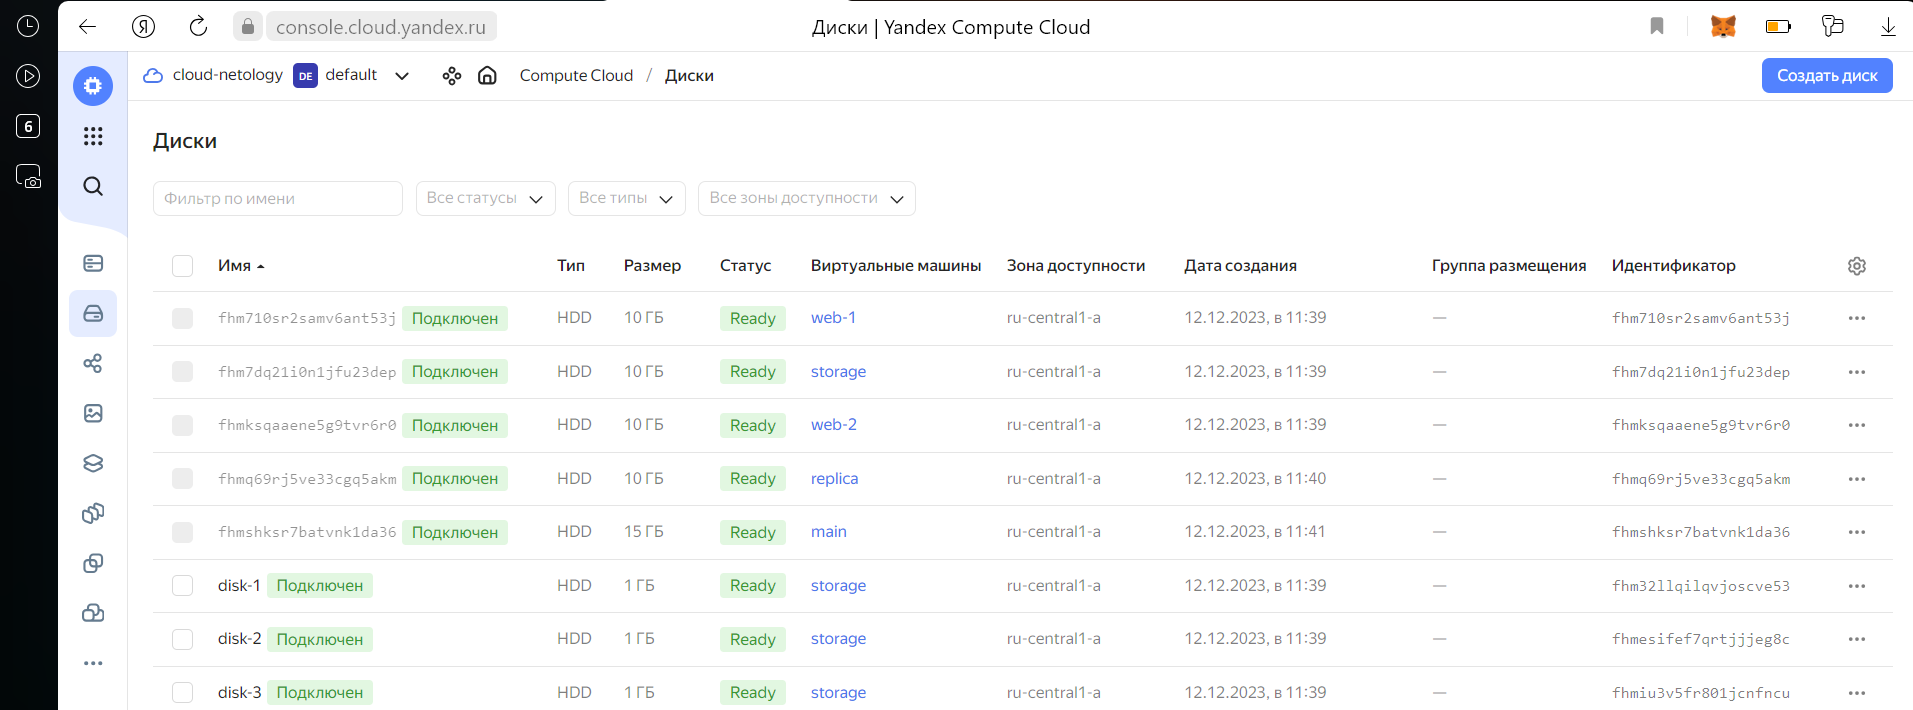 console.cloud.yandex.ru Диски | Yandex Compute Cloud
cloud-netology DE default Compute Cloud / Диски Создать диск
6
Диски
Фильтр по имени Все статусы Все типы Все зоны доступности
Имя Тип Размер Статус Виртуальные машины Зона доступности Дата создания Группа размещения Идентификатор
fhm710sr2samv6ant53j Подключен HDD 10 ГБ Ready web-1 ru-central1-a 12.12.2023, в 11:39 — fhm710sr2samv6ant53j
fhm7dq21i0n1jfu23dep Подключен HDD 10 ГБ Ready storage ru-central1-a 12.12.2023, в 11:39 — fhm7dq21i0n1jfu23dep
fhmksqaaene5g9tvr6r0 Подключен HDD 10 ГБ Ready web-2 ru-central1-a 12.12.2023, в 11:39 — fhmksqaaene5g9tvr6r0
fhmq69rj5ve33cgq5akm Подключен HDD 10 ГБ Ready replica ru-central1-a 12.12.2023, в 11:40 — fhmq69rj5ve33cgq5akm
fhmshksr7batvnk1da36 Подключен HDD 15 ГБ Ready main ru-central1-a 12.12.2023, в 11:41 — fhmshksr7batvnk1da36
disk-1 Подключен HDD 1 ГБ Ready storage ru-central1-a 12.12.2023, в 11:39 — fhm32llqilqvjoscve53
disk-2 Подключен HDD 1 ГБ Ready storage ru-central1-a 12.12.2023, в 11:39 — fhmesifef7qrtjjjeg8c
disk-3 Подключен HDD 1 ГБ Ready storage ru-central1-a 12.12.2023, в 11:39 — fhmiu3v5fr801jcnfncu